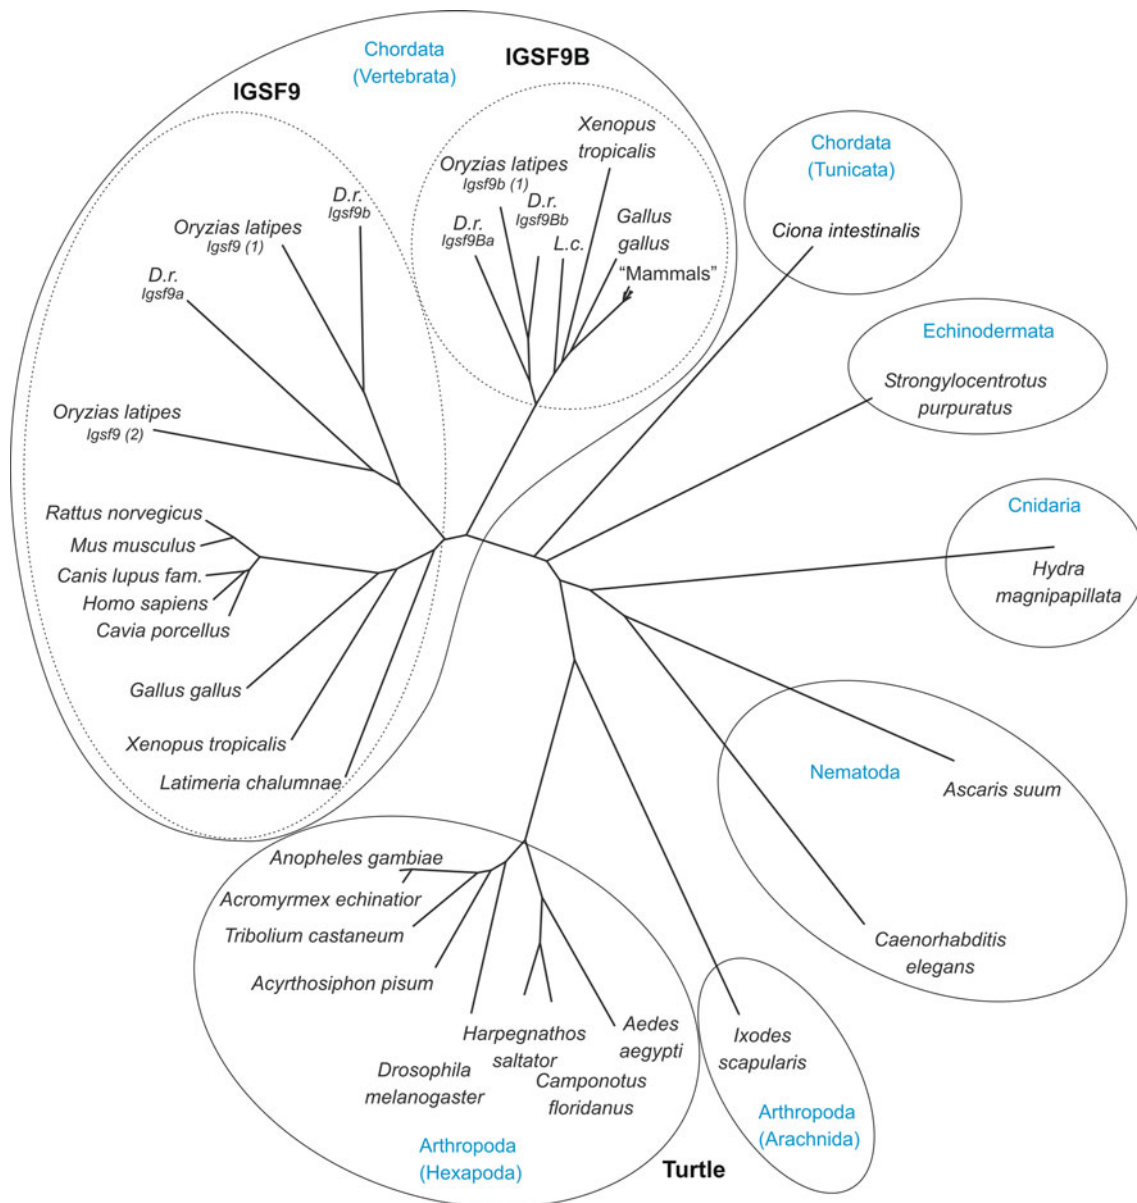 Chordata
(Vertebrata)
IGSF9B
IGSF9
Xenopus
tropicalis
Oryzias latipes
Igsf9b (1)
D.r.
Igsf9Bb
D.r.
Igsf9Ba
L.c.
Gallus
gallus
“Mammals”
D.r.
Igsf9b
Oryzias latipes
Igsf9 (1)
D.r.
Igsf9a
Oryzias latipes
Igsf9 (2)
Rattus norvegicus
Mus musculus
Canis lupus fam.
Homo sapiens
Cavia porcellus
Gallus gallus
Xenopus tropicalis
Latimeria chalumnae
Chordata
(Tunicata)
Ciona intestinalis
Echinodermata
Strongylocentrotus
purpuratus
Cnidaria
Hydra
magnipapillata
Nematoda
Ascaris suum
Caenorhabditis
elegans
Anopheles gambiae
Acromyrmex echinatior
Tribolium castaneum
Acyrthosiphon pisum
Drosophila
melanogaster
Harpegnathos
saltator
Camponotus
floridanus
Aedes
aegypti
Arthropoda
(Hexapoda)
Ixodes
scapularis
Arthropoda
(Arachnida)
Turtle